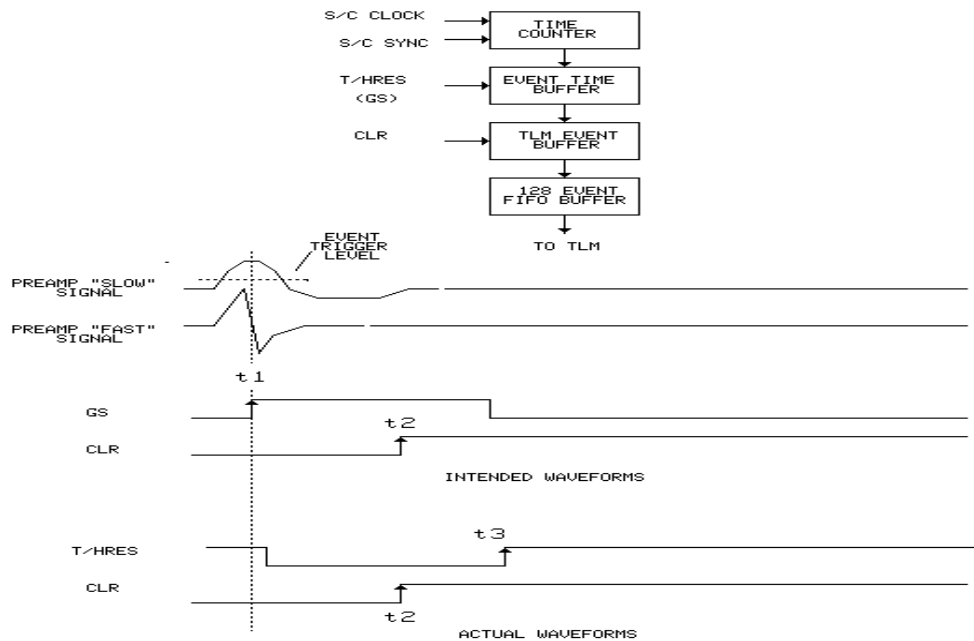 S/C CLOCK
S/C SYNC
TIME
COUNTER
T/HRES
(GS)
EVENT TIME
BUFFER
CLR
TLM EVENT
BUFFER
128 EVENT
FIFO BUFFER
TO TLM
EVENT
TRIGGER
LEVEL
PREAMP "SLOW"
SIGNAL
PREAMP "FAST"
SIGNAL
t1
GS
t2
CLR
INTENDED WAVEFORMS
t3
T/HRES
CLR
t2
ACTUAL WAVEFORMS